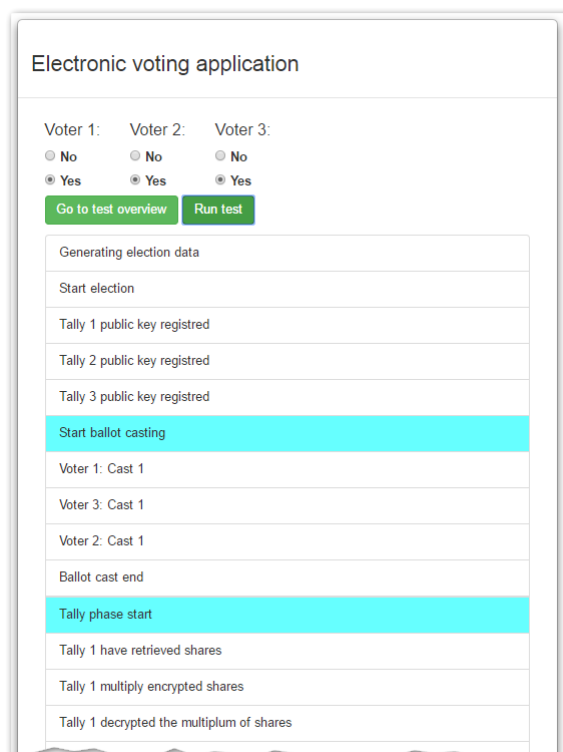 Electronic voting application
Voter 1: Voter 2: Voter 3:
No No No
Yes Yes Yes
Go to test overview Run test
Generating election data
Start election
Tally 1 public key registred
Tally 2 public key registred
Tally 3 public key registred
Start ballot casting
Voter 1: Cast 1
Voter 3: Cast 1
Voter 2: Cast 1
Ballot cast end
Tally phase start
Tally 1 have retrieved shares
Tally 1 multiply encrypted shares
Tally 1 decrypted the multiplum of shares